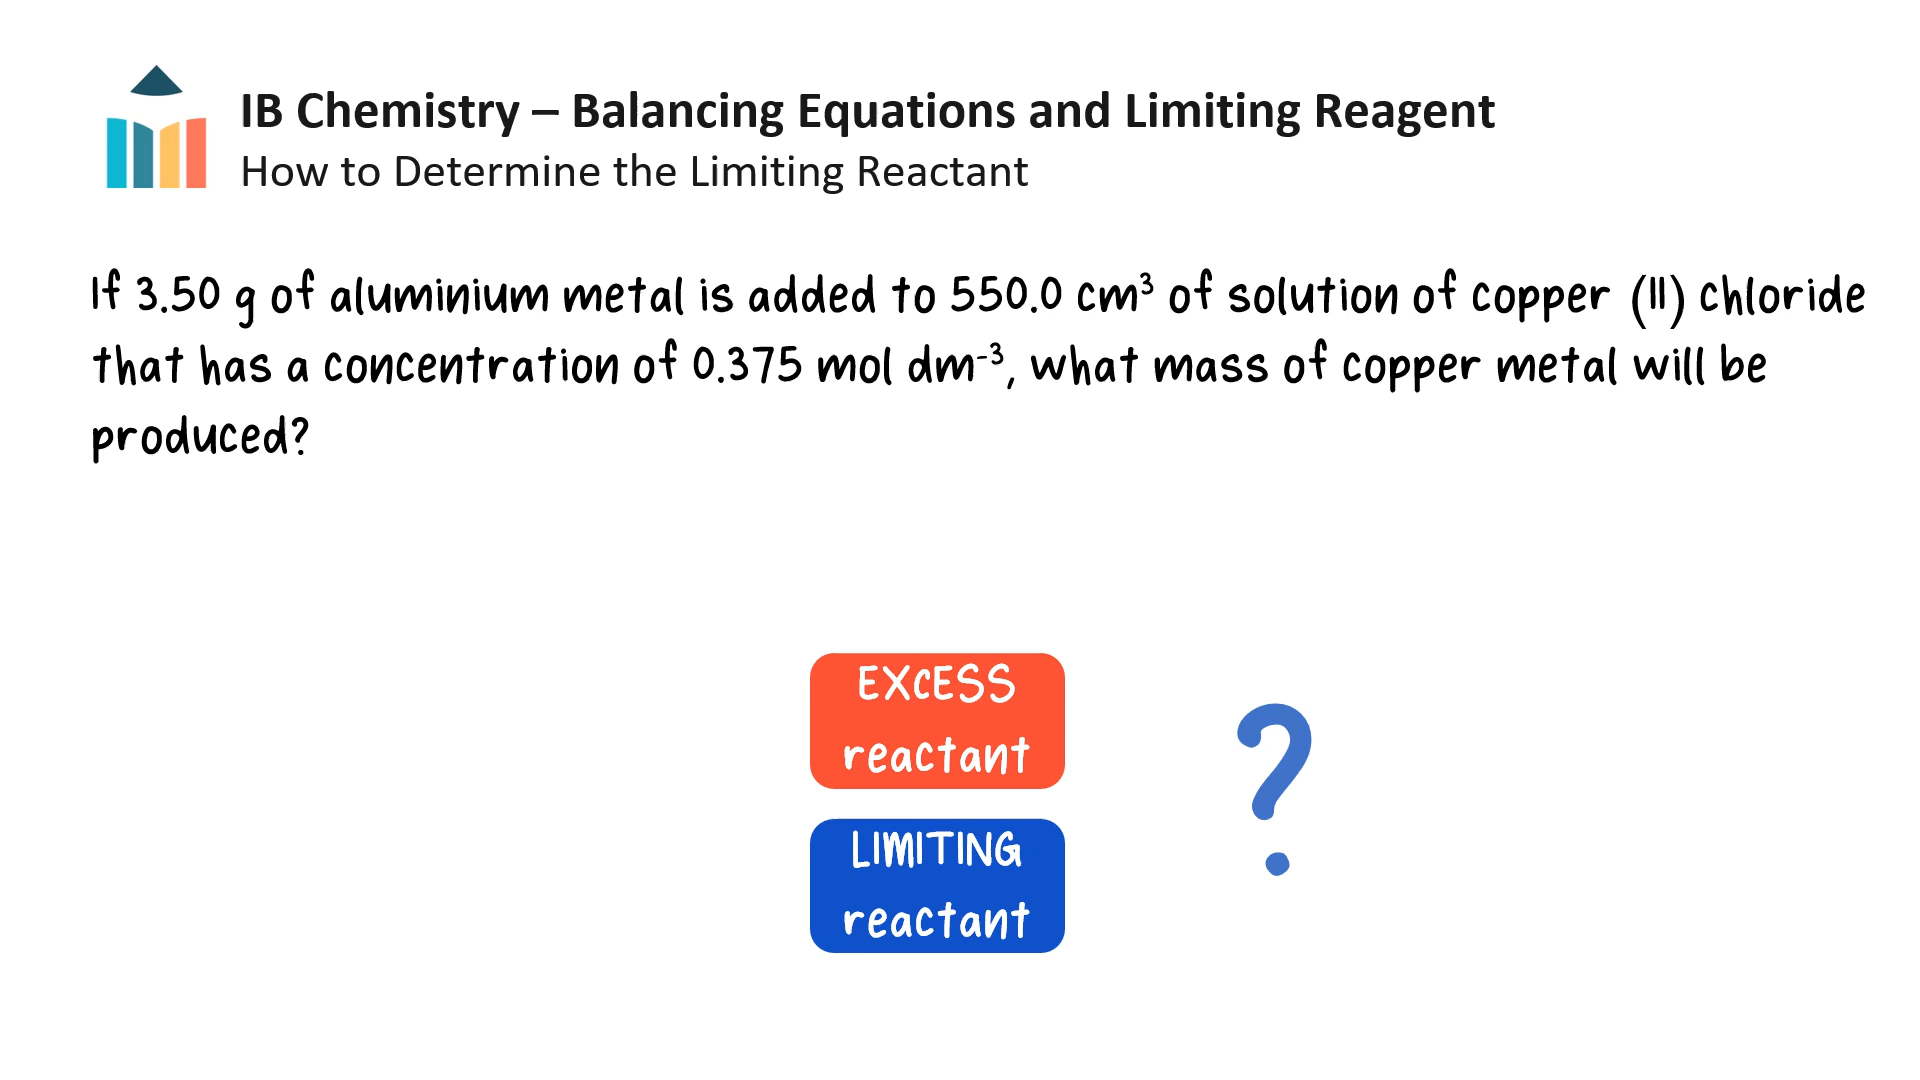 IB Chemistry – Balancing Equations and Limiting Reagent
How to Determine the Limiting Reactant
If 3.50 g of aluminium metal is added to 550.0 cm³ of solution of copper (II) chloride
that has a concentration of 0.375 mol dm⁻³, what mass of copper metal will be
produced?
EXCESS
reactant
?
LIMITING
reactant